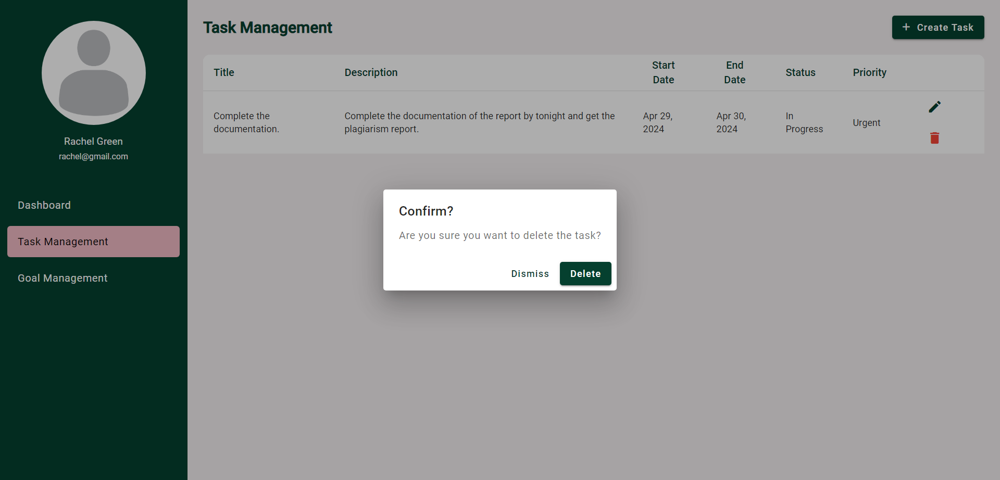 Rachel Green
rachel@gmail.com
Dashboard
Task Management
Goal Management
Task Management
+ Create Task
Title
Description
Start
Date
End
Date
Status
Priority
Complete the
documentation.
Complete the documentation of the report by tonight and get the
plagiarism report.
Apr 29,
2024
Apr 30,
2024
In
Progress
Urgent
Confirm?
Are you sure you want to delete the task?
Dismiss
Delete